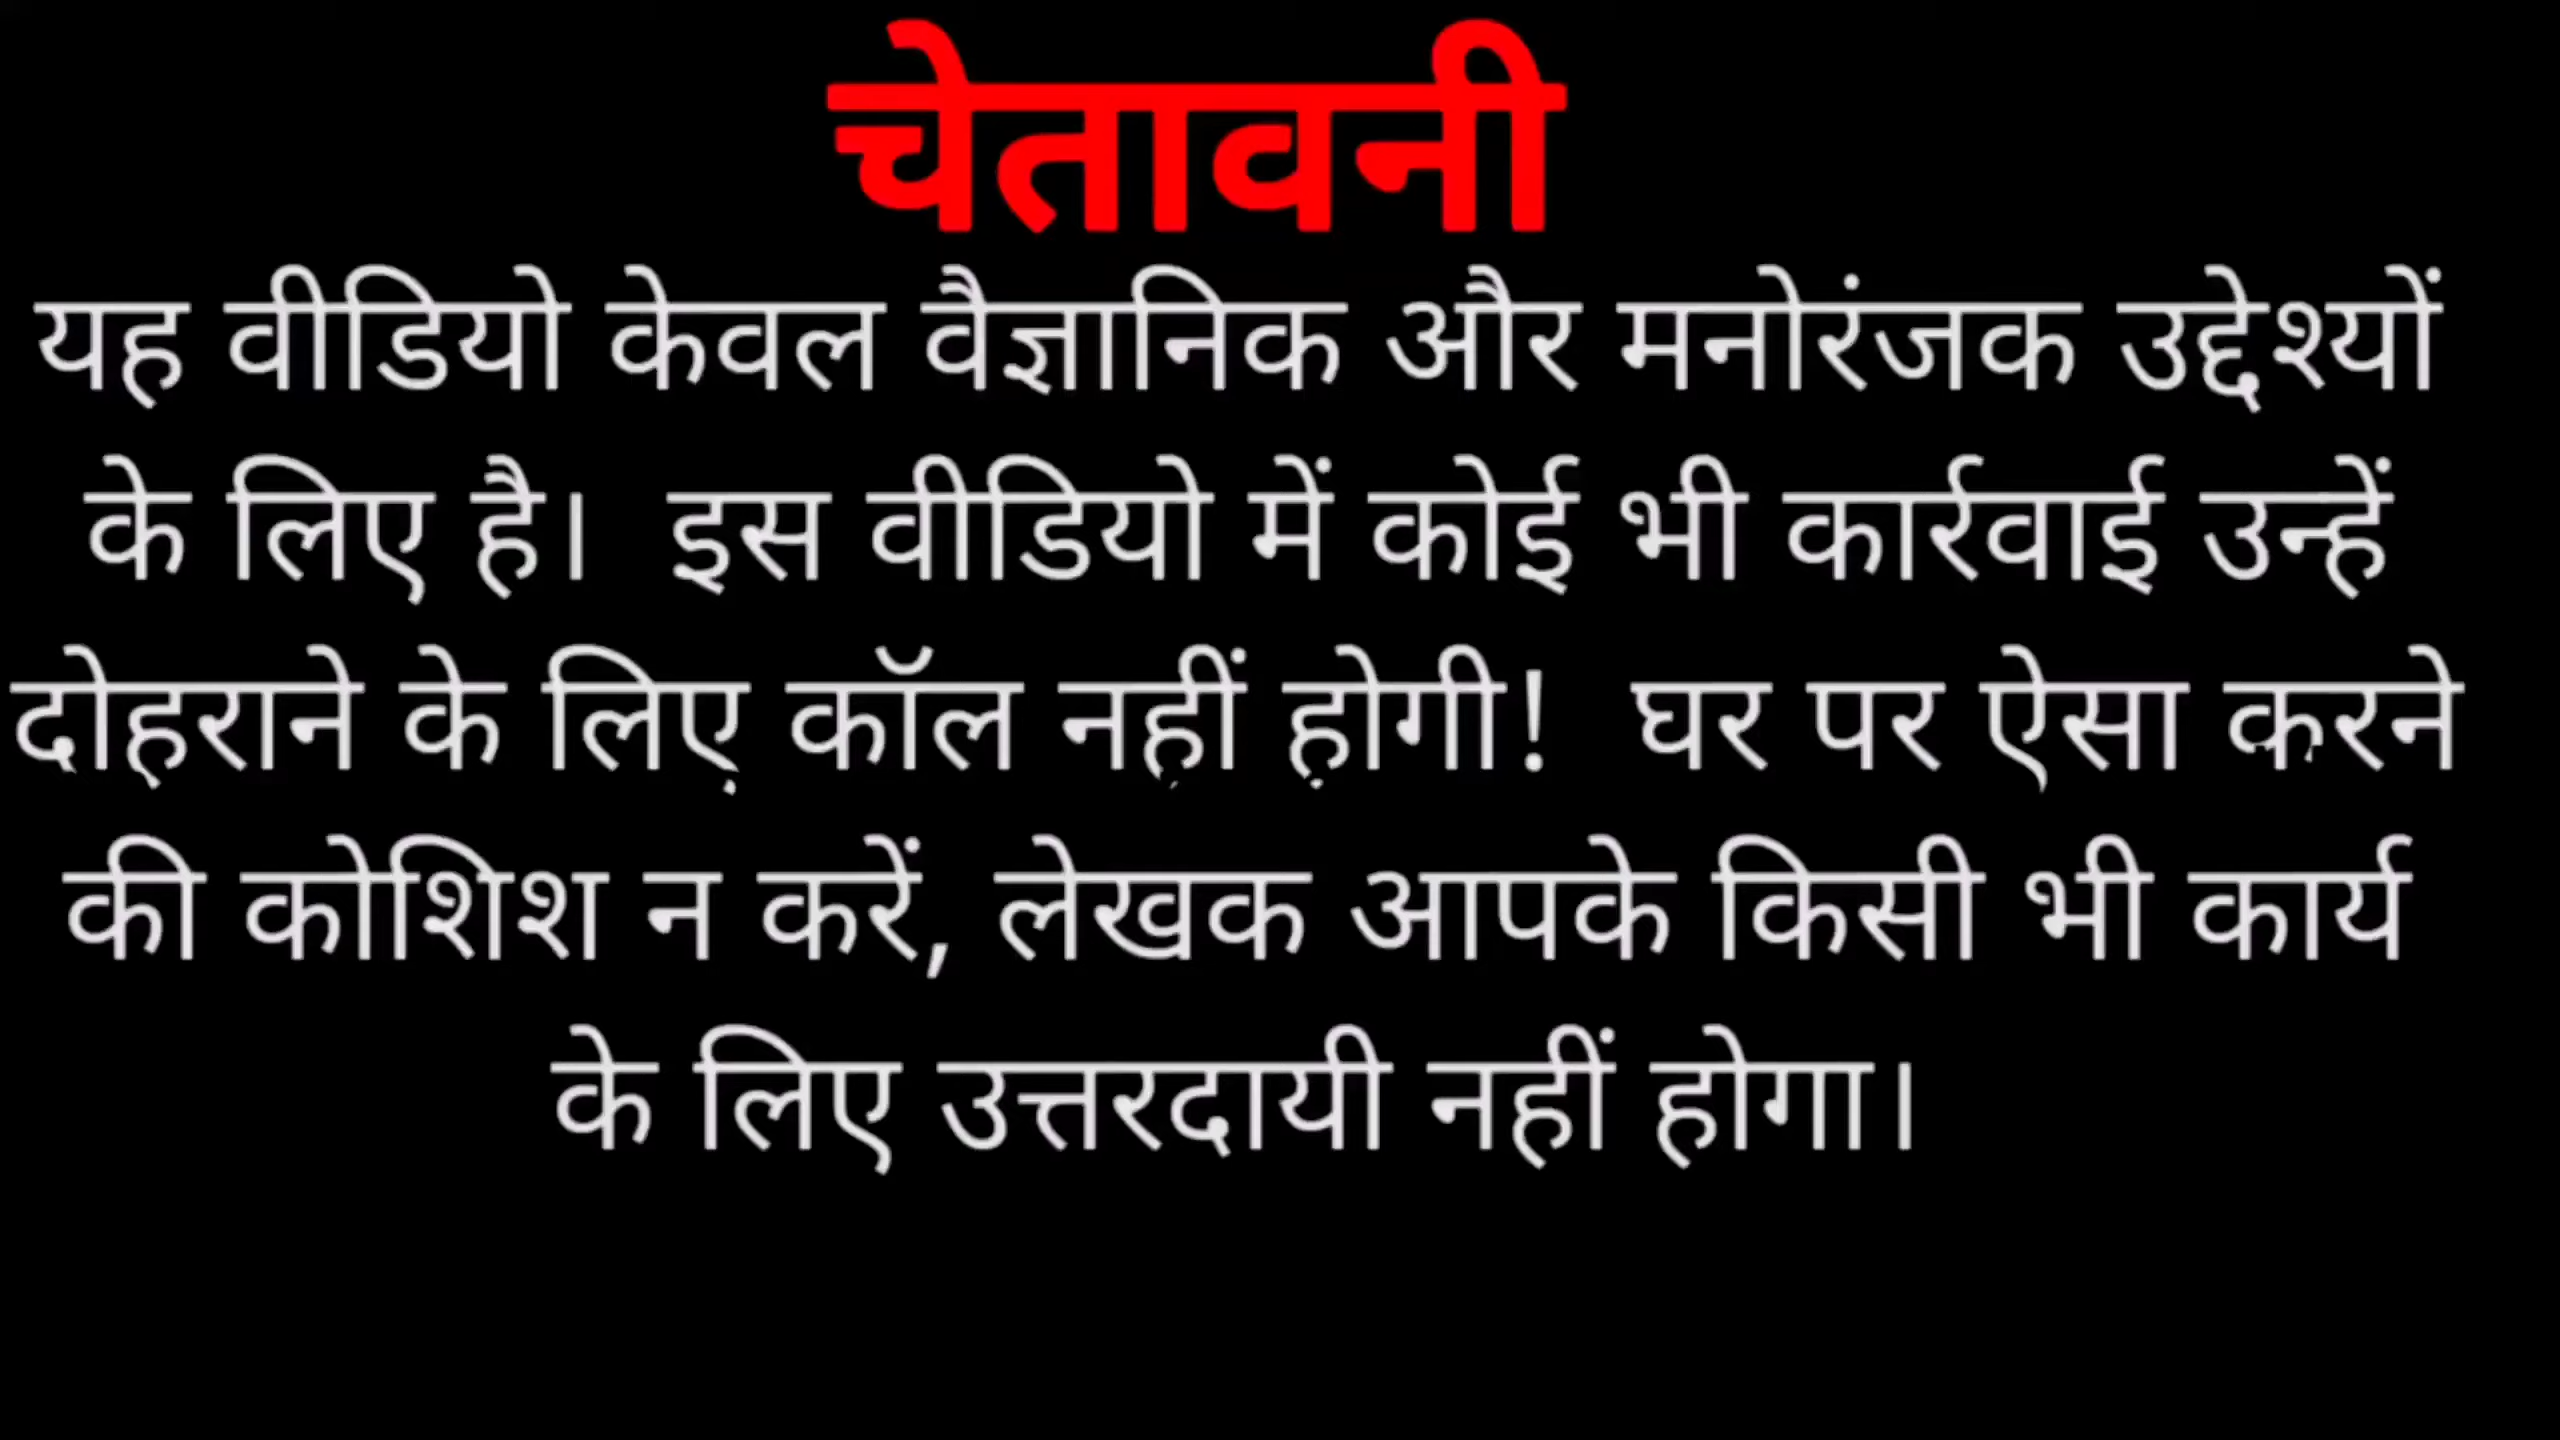 चेतावनी
यह वीडियो केवल वैज्ञानिक और मनोरंजक उद्देश्यों
के लिए है। इस वीडियो में कोई भी कार्रवाई उन्हें
दोहराने के लिए कॉल नहीं होगी! घर पर ऐसा करने
की कोशिश न करें, लेखक आपके किसी भी कार्य
के लिए उत्तरदायी नहीं होगा।